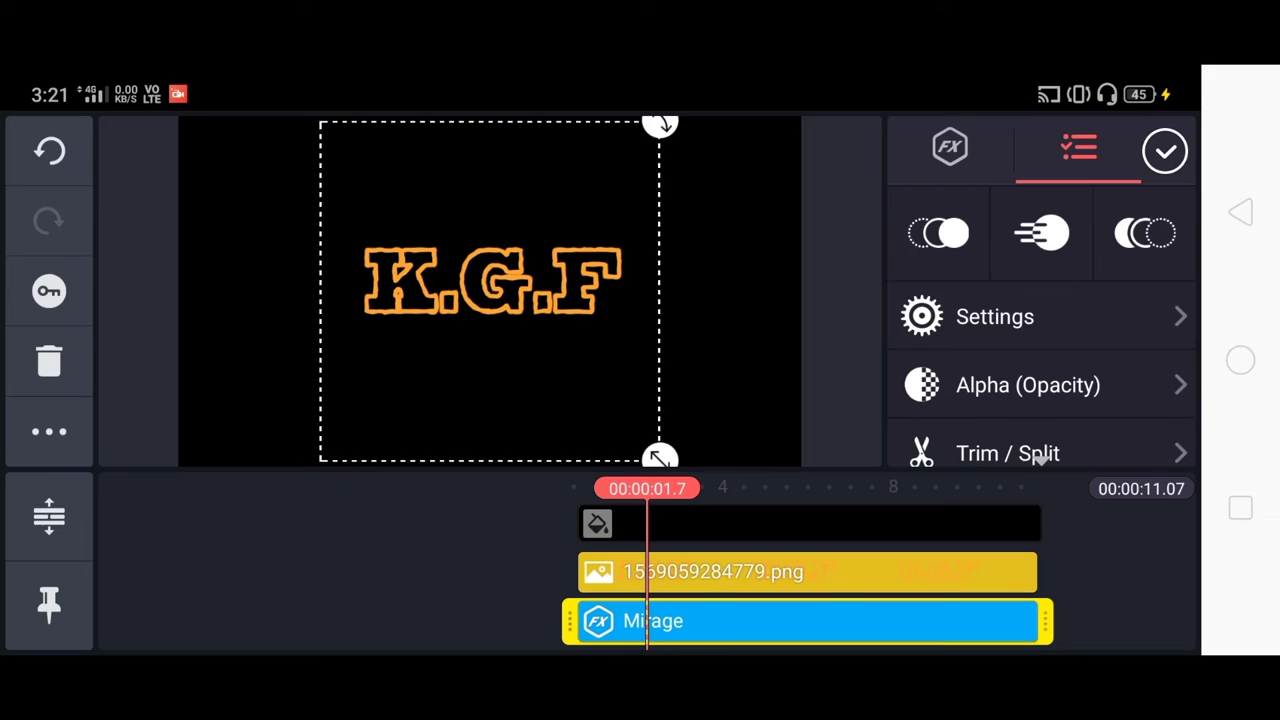 3:21 4G 0.00 KB/S VO LTE 45
K.G.F
FX
Settings
Alpha (Opacity)
Trim / Split
00:00:01.7 4 8 00:00:11.07
1569059284779.png
FX Mirage